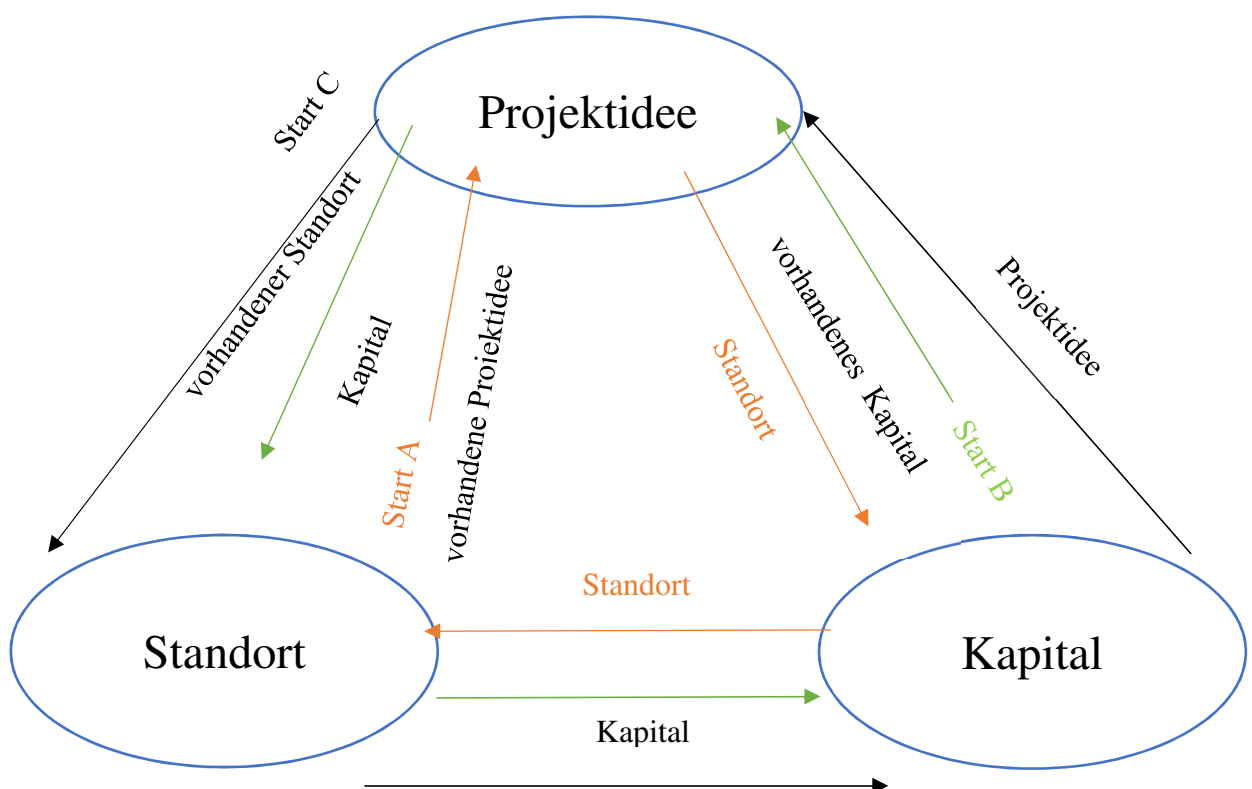 Projektidee
Start C
vorhandener Standort
Kapital
Start A
vorhandene Projektidee
Standort
vorhandenes Kapital
Start B
Projektidee
Standort
Standort
Kapital
Kapital